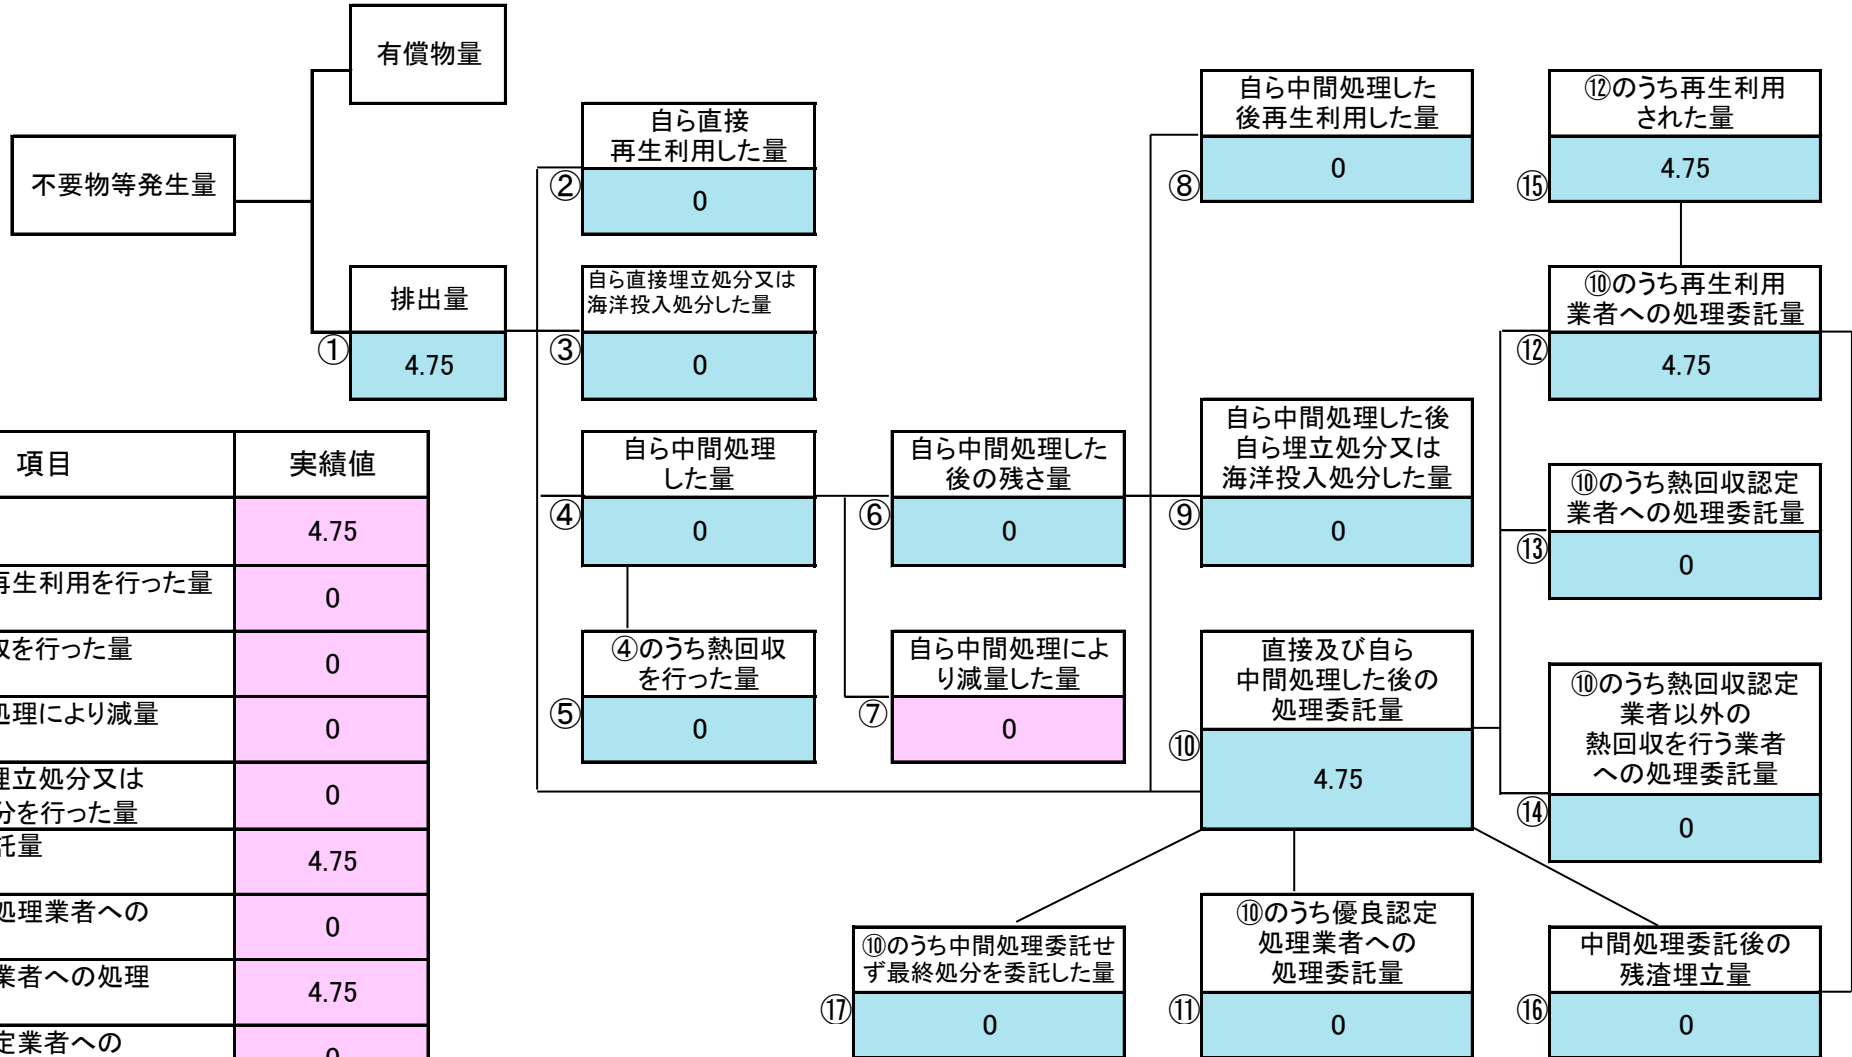 有償物量
不要物等発生量
排出量
①
4.75
自ら直接
再生利用した量
②
0
自ら直接埋立処分又は
海洋投入処分した量
③
0
自ら中間処理
した量
④
0
④のうち熱回収
を行った量
⑤
0
自ら中間処理した
後の残さ量
⑥
0
自ら中間処理によ
り減量した量
⑦
0
自ら中間処理した
後再生利用した量
⑧
0
自ら中間処理した後
自ら埋立処分又は
海洋投入処分した量
⑨
0
直接及び自ら
中間処理した後の
処理委託量
⑩
4.75
⑫のうち再生利用
された量
⑮
4.75
⑩のうち再生利用
業者への処理委託量
⑫
4.75
⑩のうち熱回収認定
業者への処理委託量
⑬
0
⑩のうち熱回収認定
業者以外の
熱回収を行う業者
への処理委託量
⑭
0
⑩のうち中間処理委託せ
ず最終処分を委託した量
⑰
0
⑩のうち優良認定
処理業者への
処理委託量
⑪
0
中間処理委託後の
残渣埋立量
⑯
0
項目 実績値
4.75
再生利用を行った量 0
を行った量 0
処理により減量 0
埋立処分又は
分を行った量 0
託量 4.75
処理業者への 0
業者への処理 4.75
定業者への 0